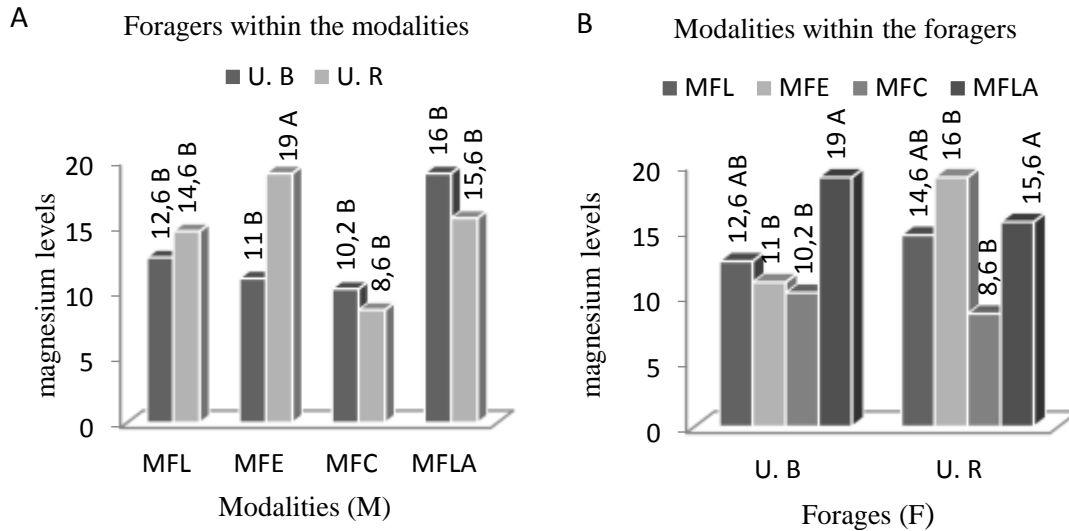 A
Foragers within the modalities
U. B U. R
magnesium levels
20
15
10
5
0
12,6 B
14,6 B
11 B
19 A
10,2 B
8,6 B
16 B
15,6 B
MFL MFE MFC MFLA
Modalities (M)
B
Modalities within the foragers
MFL MFE MFC MFLA
magnesium levels
20
15
10
5
0
12,6 AB
11 B
10,2 B
19 A
14,6 AB
16 B
8,6 B
15,6 A
U. B U. R
Forages (F)